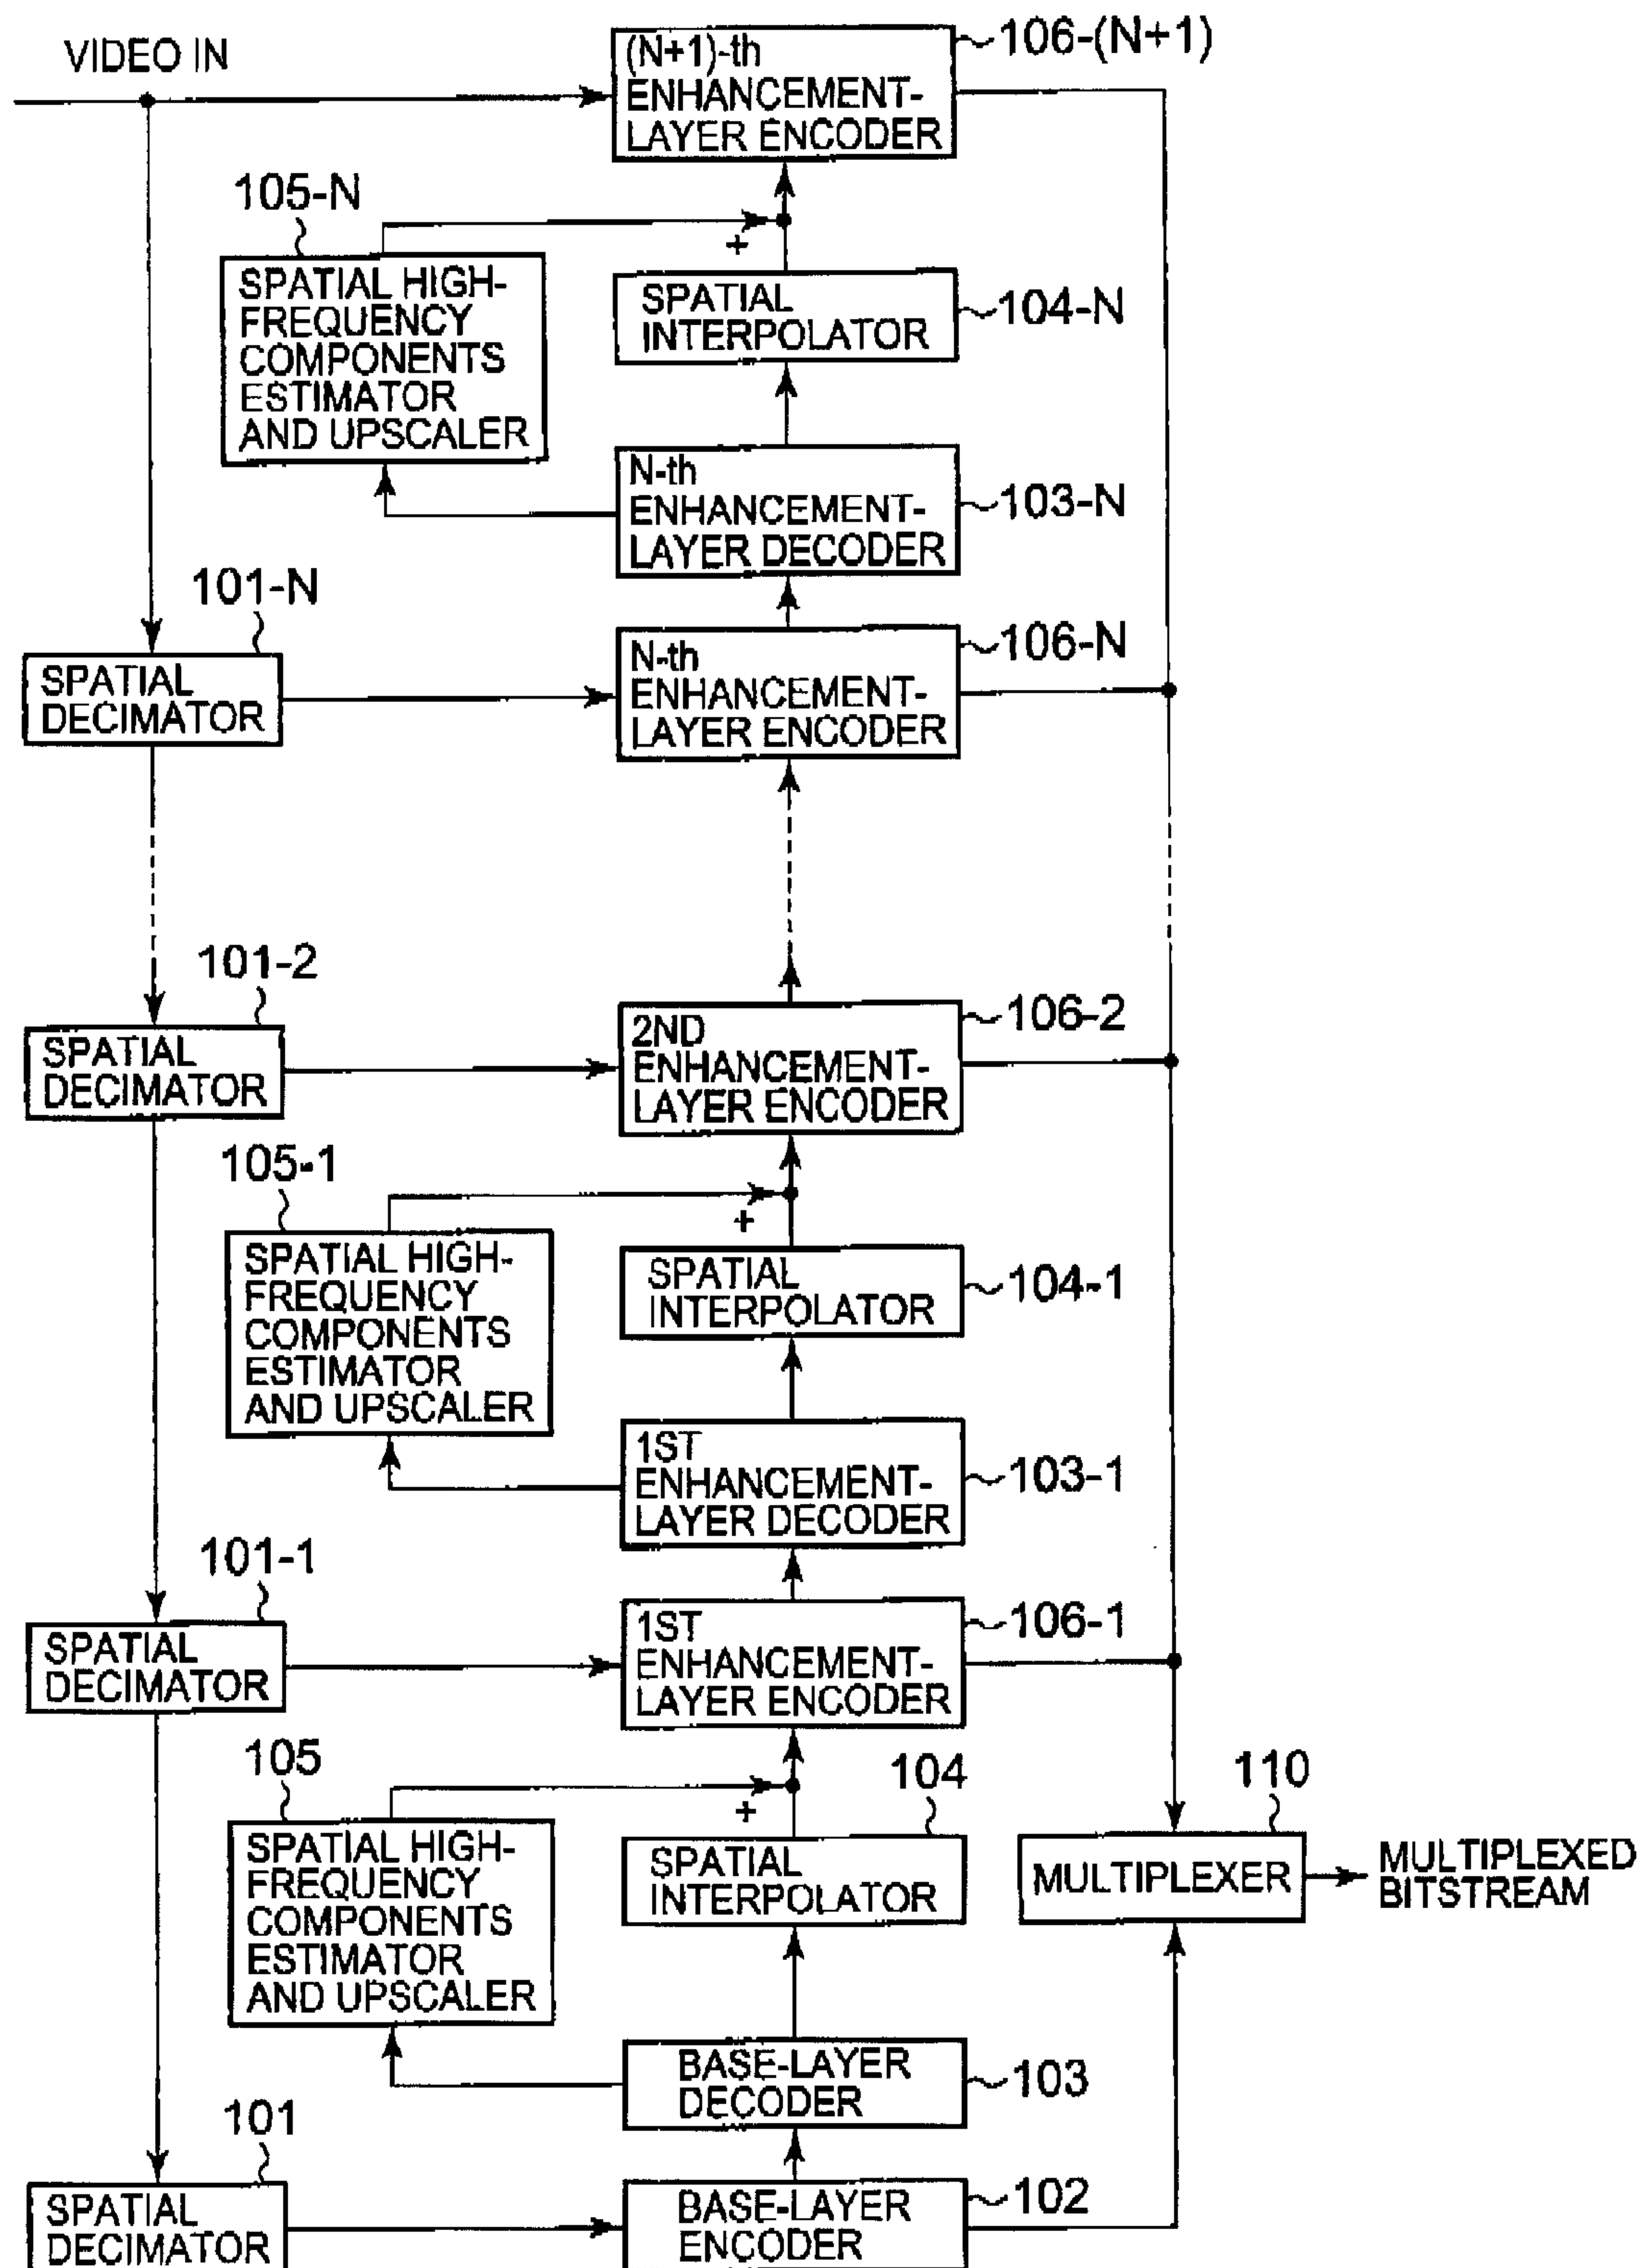 VIDEO IN
106-(N+1)
(N+1)-th
ENHANCEMENT-
LAYER ENCODER
105-N
SPATIAL HIGH-
FREQUENCY
COMPONENTS
ESTIMATOR
AND UPSCALER
+
SPATIAL
INTERPOLATOR
104-N
N-th
ENHANCEMENT-
LAYER DECODER
103-N
101-N
SPATIAL
DECIMATOR
N-th
ENHANCEMENT-
LAYER ENCODER
106-N
101-2
SPATIAL
DECIMATOR
2ND
ENHANCEMENT-
LAYER ENCODER
106-2
105-1
SPATIAL HIGH-
FREQUENCY
COMPONENTS
ESTIMATOR
AND UPSCALER
+
SPATIAL
INTERPOLATOR
104-1
1ST
ENHANCEMENT-
LAYER DECODER
103-1
101-1
SPATIAL
DECIMATOR
1ST
ENHANCEMENT-
LAYER ENCODER
106-1
105
SPATIAL HIGH-
FREQUENCY
COMPONENTS
ESTIMATOR
AND UPSCALER
+
104
SPATIAL
INTERPOLATOR
110
MULTIPLEXER
MULTIPLEXED
BITSTREAM
BASE-LAYER
DECODER
103
101
SPATIAL
DECIMATOR
BASE-LAYER
ENCODER
102